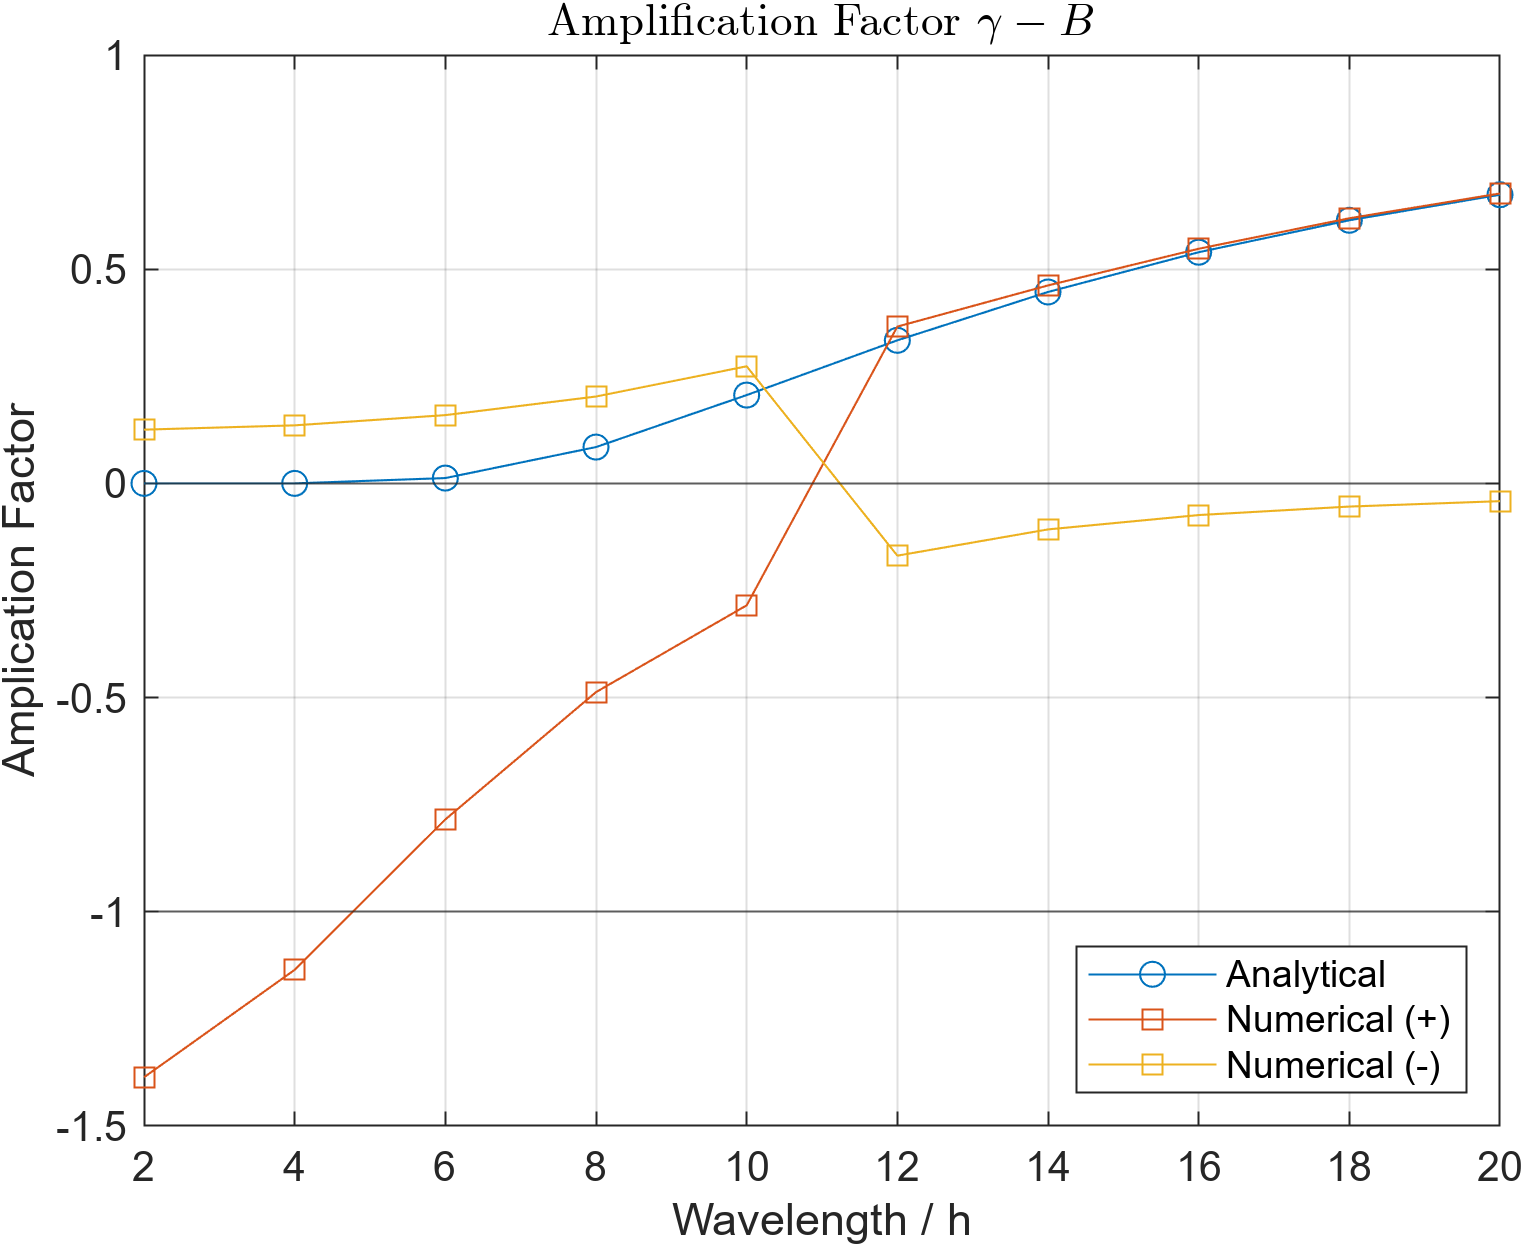 Amplification Factor γ − B
1
0.5
0
-0.5
-1
-1.5
Amplication Factor
2 4 6 8 10 12 14 16 18 20
Wavelength / h
Analytical
Numerical (+)
Numerical (-)